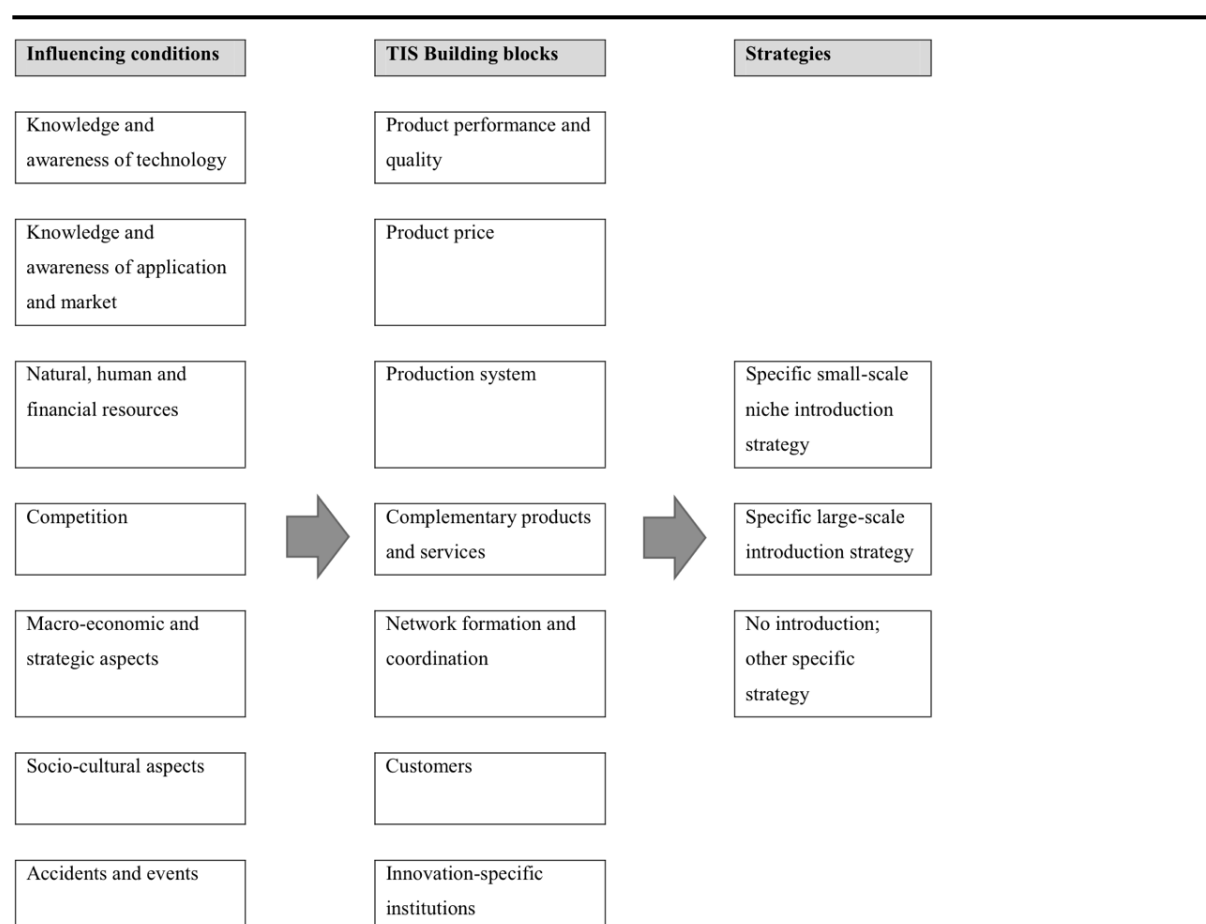 Influencing conditions
TIS Building blocks
Strategies
Knowledge and
awareness of technology
Product performance and
quality
Knowledge and
awareness of application
and market
Product price
Natural, human and
financial resources
Production system
Specific small-scale
niche introduction
strategy
Competition
Complementary products
and services
Specific large-scale
introduction strategy
Macro-economic and
strategic aspects
Network formation and
coordination
No introduction;
other specific
strategy
Socio-cultural aspects
Customers
Accidents and events
Innovation-specific
institutions